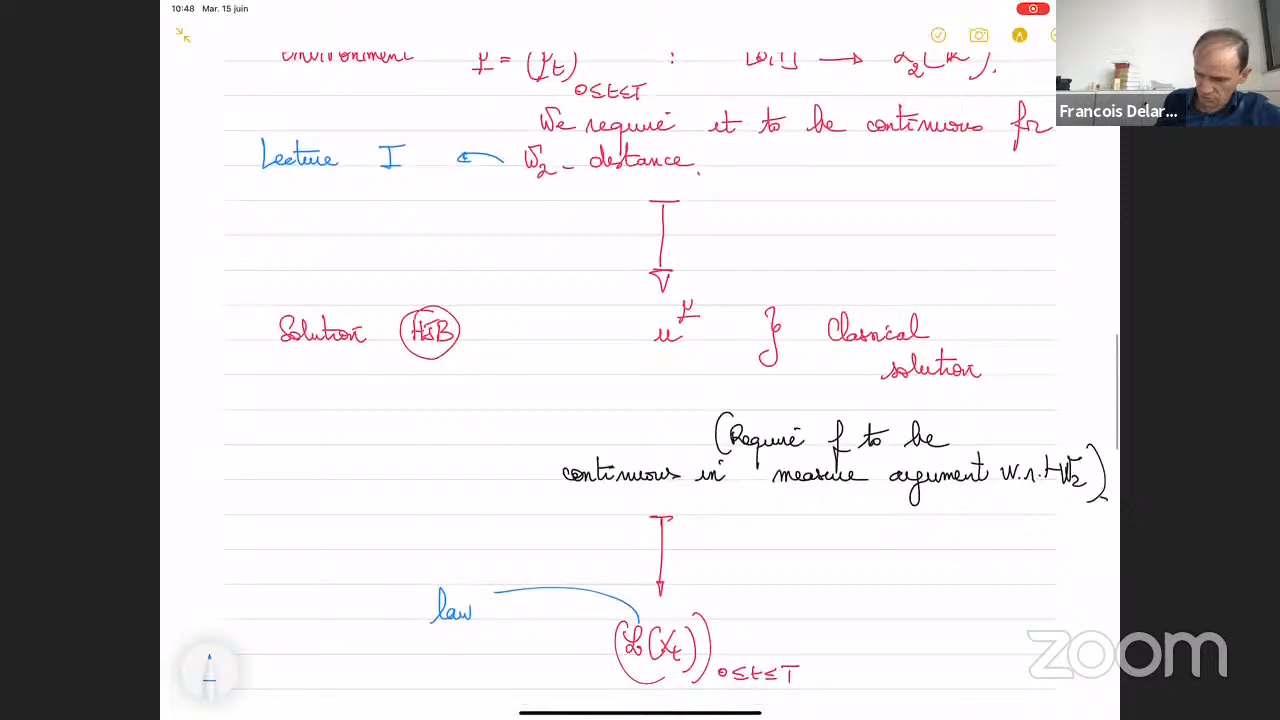 10:48 Mar. 15 juin
environment μ = (μt) 0≤t≤T : [0,T] → P2(R^d).
We require it to be continuous for
Lecture I ← W2 - distance.
Solution HJB u^μ } Classical
solution
(Require f to be
continuous in measure argument w.r.t W2)
law
(L(Xt)) 0≤t≤T
Francois Delar...
zoom